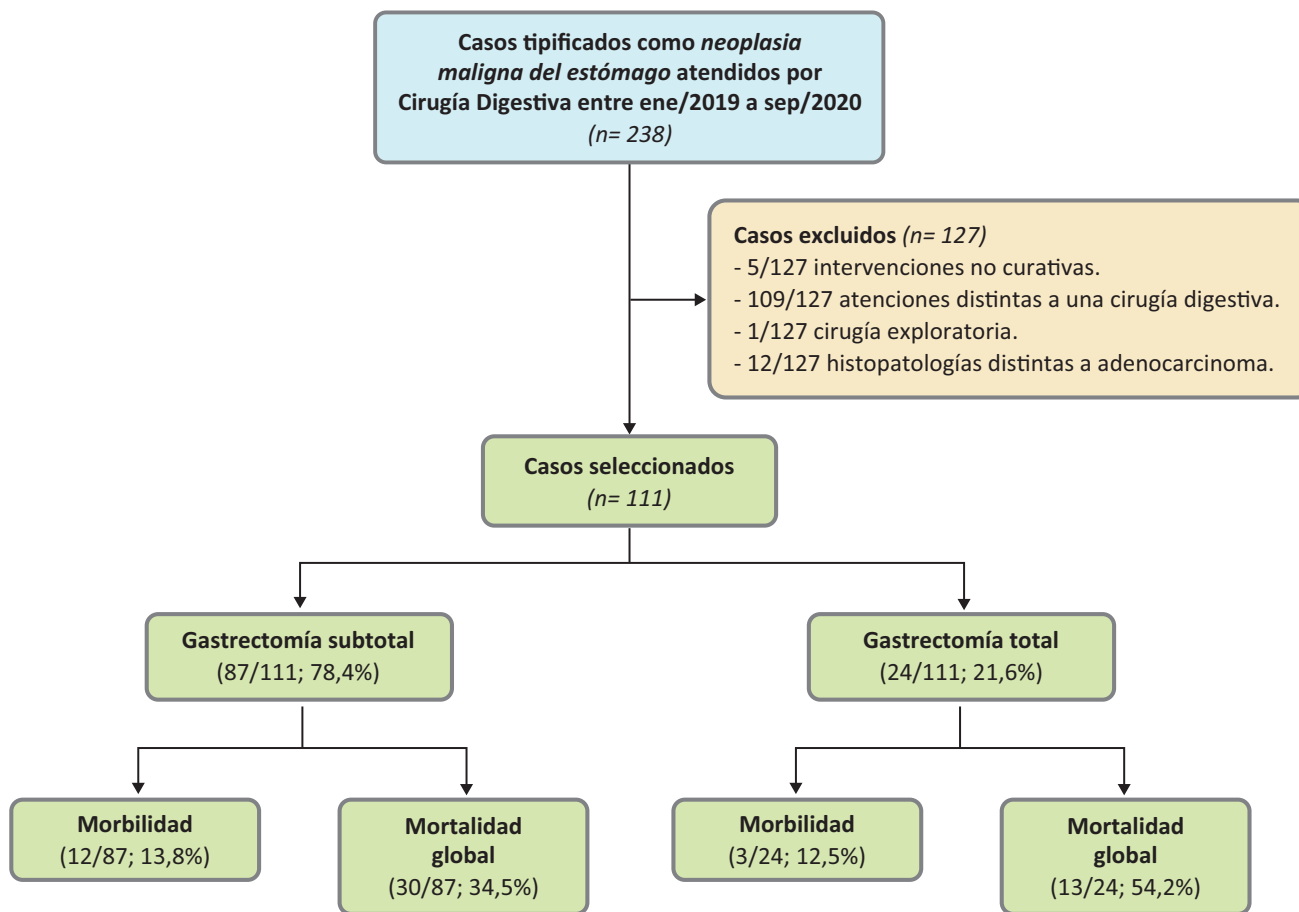 Casos tipificados como neoplasia
maligna del estómago atendidos por
Cirugía Digestiva entre ene/2019 a sep/2020
(n= 238)
Casos excluidos (n= 127)
- 5/127 intervenciones no curativas.
- 109/127 atenciones distintas a una cirugía digestiva.
- 1/127 cirugía exploratoria.
- 12/127 histopatologías distintas a adenocarcinoma.
Casos seleccionados
(n= 111)
Gastrectomía subtotal
(87/111; 78,4%)
Gastrectomía total
(24/111; 21,6%)
Morbilidad
(12/87; 13,8%)
Mortalidad
global
(30/87; 34,5%)
Morbilidad
(3/24; 12,5%)
Mortalidad
global
(13/24; 54,2%)